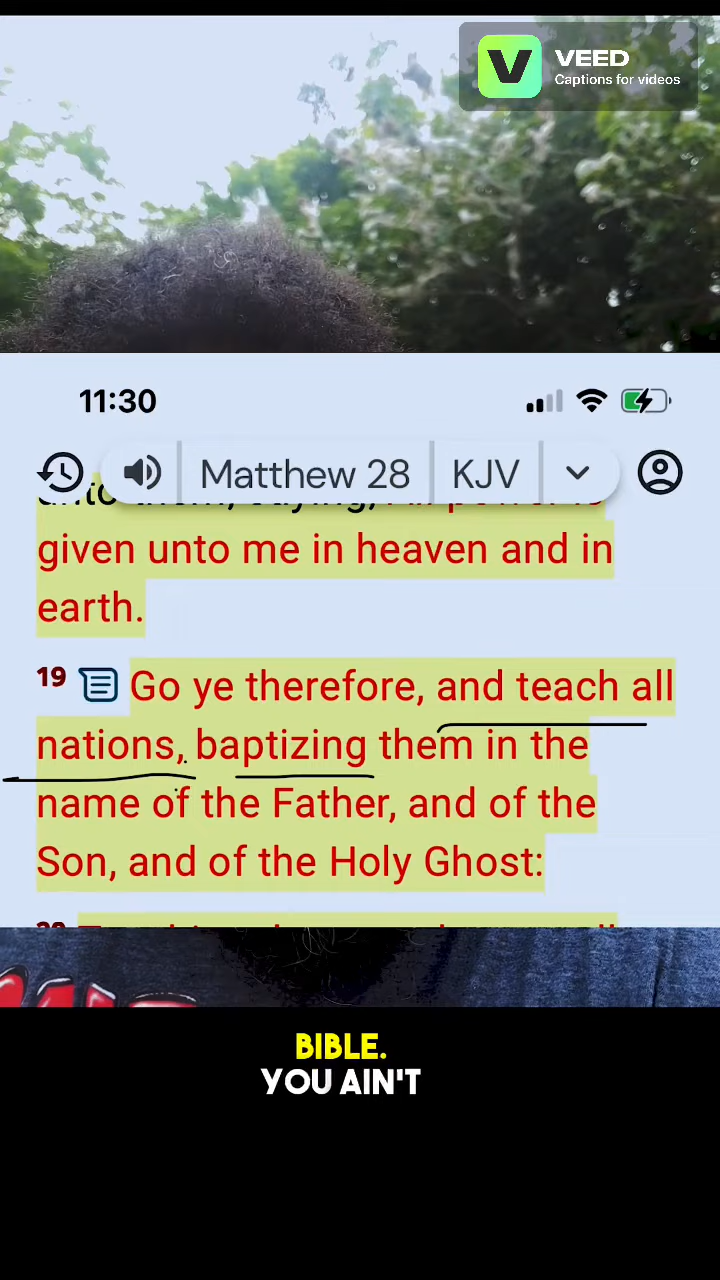 VEED
Captions for videos
11:30
Matthew 28 KJV
given unto me in heaven and in
earth.
19 Go ye therefore, and teach all
nations, baptizing them in the
name of the Father, and of the
Son, and of the Holy Ghost:
BIBLE.
YOU AIN'T